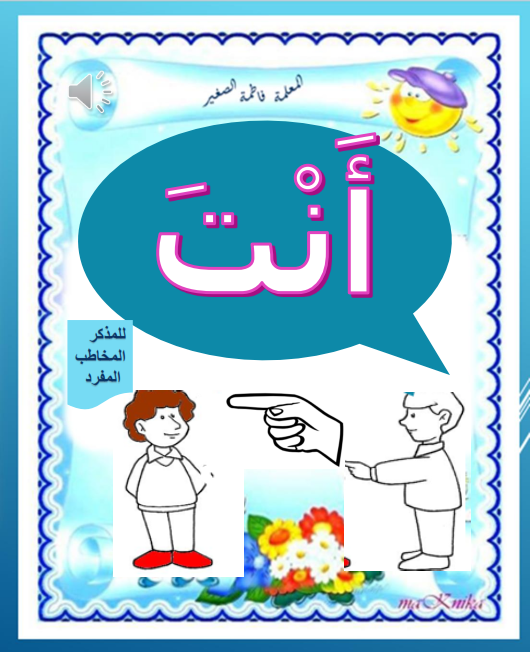 المعلمة فاطمة الصغير
أَنْتَ
للمذكر
المخاطب
المفرد
maKnika